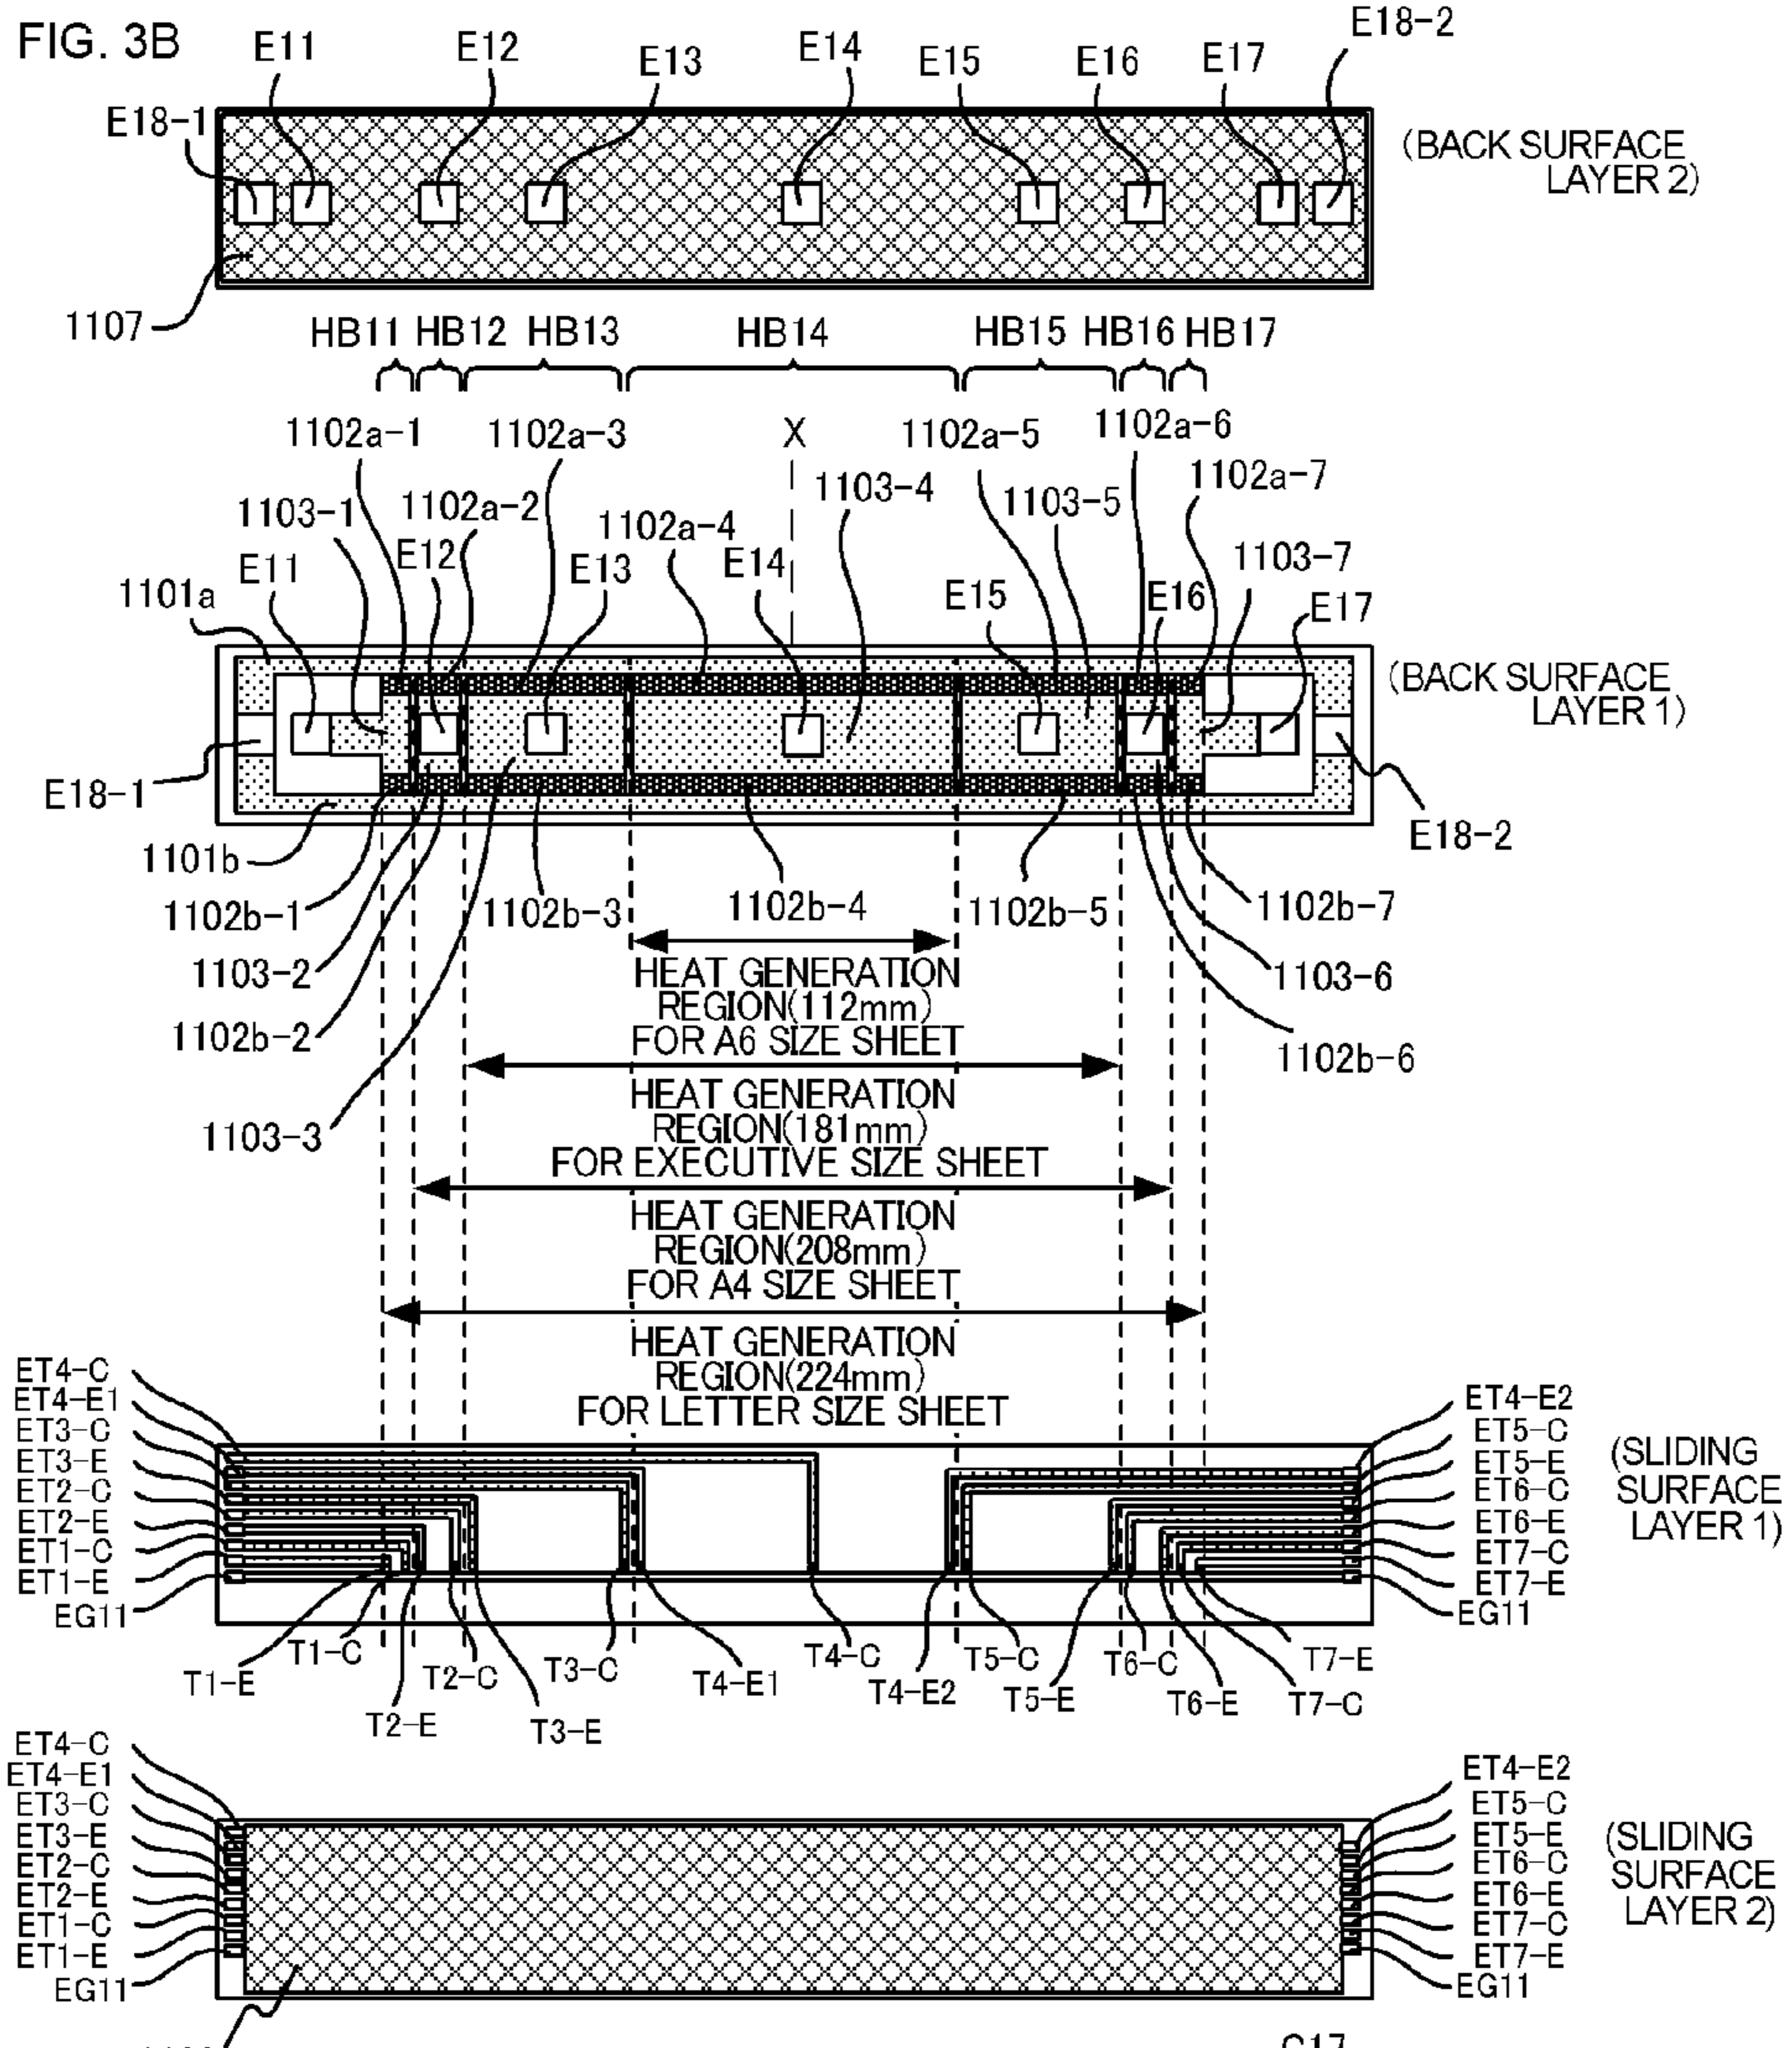 FIG. 3B
E11
E12
E13
E14
E15
E16
E17
E18-2
E18-1
(BACK SURFACE
LAYER 2)
1107
HB11
HB12
HB13
HB14
HB15
HB16
HB17
1102a-1
1102a-3
X
1102a-5
1102a-6
1103-1
1102a-2
1102a-4
1103-4
1103-5
1102a-7
1101a
E11
E12
E13
E14
E15
E16
1103-7
E17
(BACK SURFACE
LAYER 1)
E18-1
E18-2
1101b
1102b-1
1102b-3
1102b-4
1102b-5
1102b-7
1103-2
1103-6
1102b-2
1102b-6
1103-3
HEAT GENERATION
REGION(112mm)
FOR A6 SIZE SHEET
HEAT GENERATION
REGION(181mm)
FOR EXECUTIVE SIZE SHEET
HEAT GENERATION
REGION(208mm)
FOR A4 SIZE SHEET
HEAT GENERATION
REGION(224mm)
FOR LETTER SIZE SHEET
ET4-C
ET4-E1
ET3-C
ET3-E
ET2-C
ET2-E
ET1-C
ET1-E
EG11
ET4-E2
ET5-C
ET5-E
ET6-C
ET6-E
ET7-C
ET7-E
EG11
(SLIDING
SURFACE
LAYER 1)
T1-E
T1-C
T2-E
T2-C
T3-E
T3-C
T4-E1
T4-C
T4-E2
T5-C
T5-E
T6-C
T6-E
T7-E
T7-C
ET4-C
ET4-E1
ET3-C
ET3-E
ET2-C
ET2-E
ET1-C
ET1-E
EG11
ET4-E2
ET5-C
ET5-E
ET6-C
ET6-E
ET7-C
ET7-E
EG11
(SLIDING
SURFACE
LAYER 2)